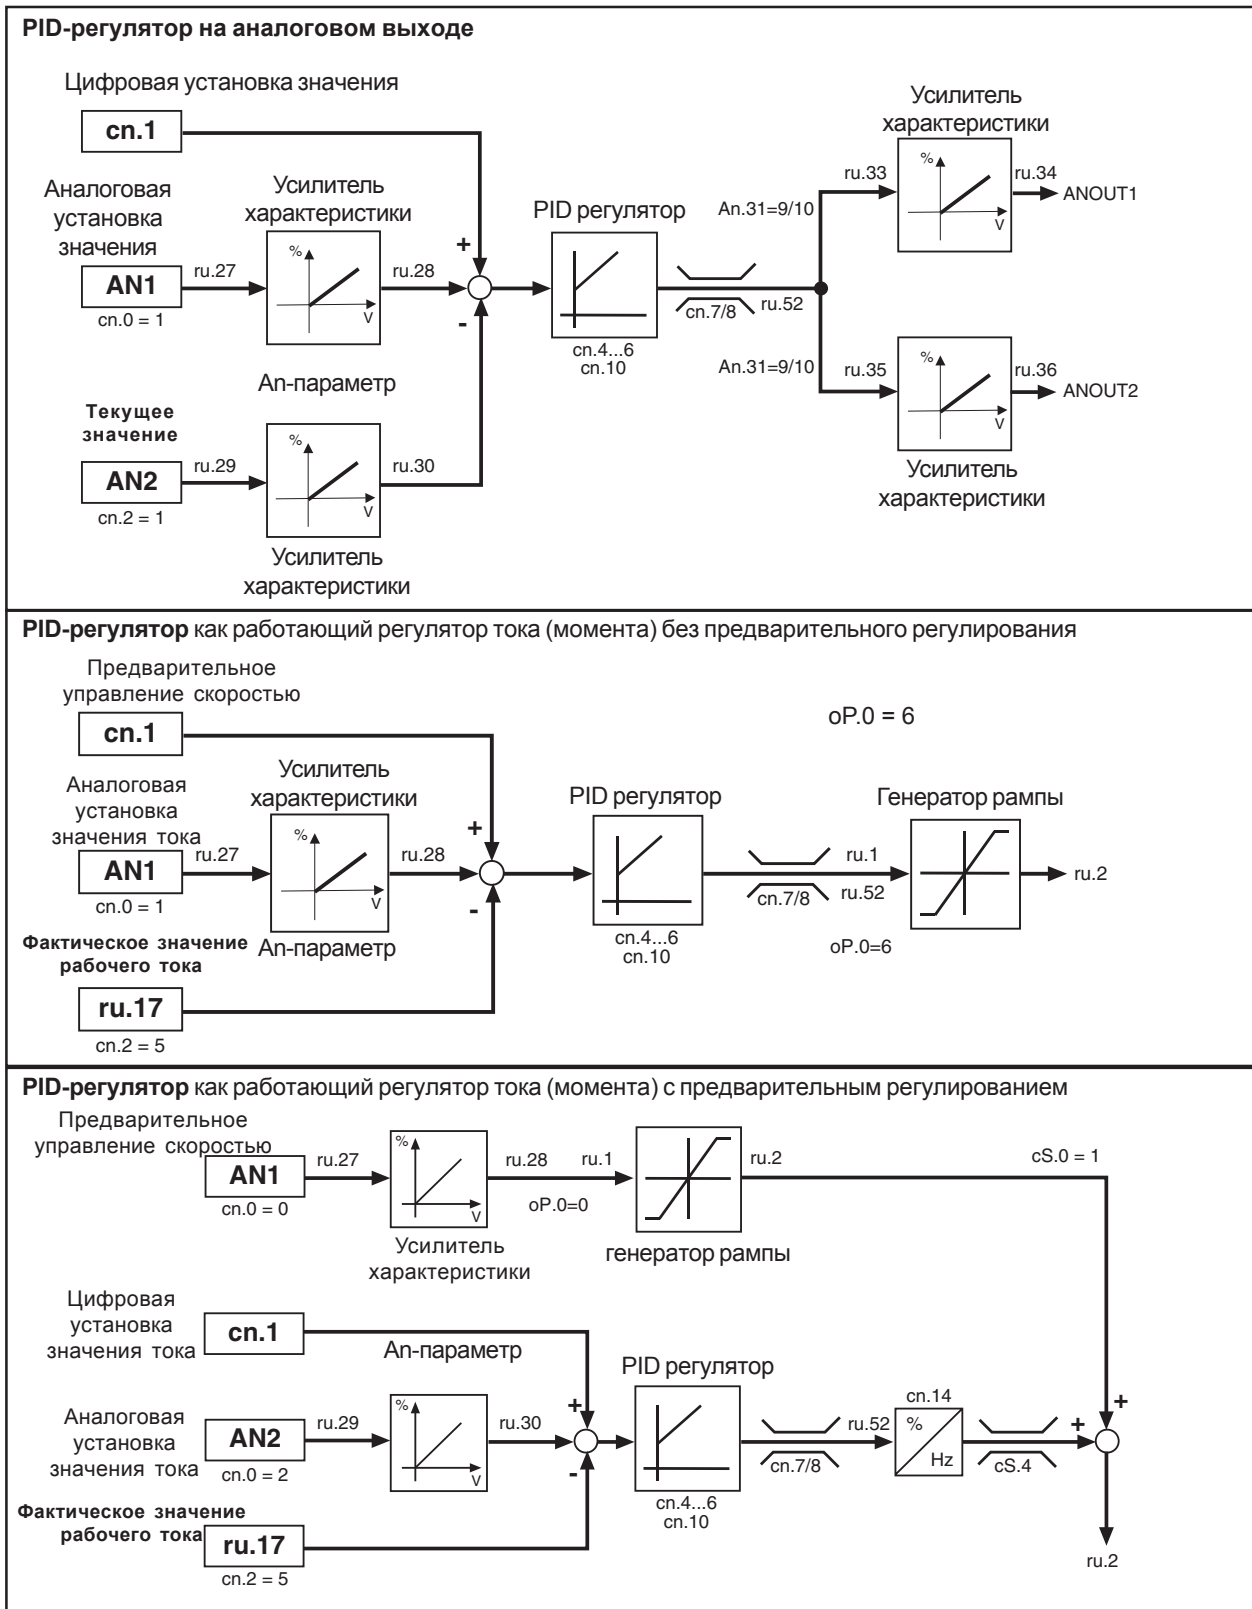 PID-регулятор на аналоговом выходе
Цифровая установка значения
cn.1
Аналоговая
установка
значения
AN1
cn.0 = 1
ru.27
Усилитель
характеристики
%
V
ru.28
An-параметр
+
-
Текущее
значение
AN2
cn.2 = 1
ru.29
%
V
ru.30
Усилитель
характеристики
PID регулятор
cn.4...6
cn.10
cn.7/8
ru.52
An.31=9/10
An.31=9/10
ru.33
Усилитель
характеристики
%
V
ru.34
ANOUT1
ru.35
%
V
ru.36
ANOUT2
Усилитель
характеристики
PID-регулятор как работающий регулятор тока (момента) без предварительного регулирования
Предварительное
управление скоростью
cn.1
oP.0 = 6
Аналоговая
установка
значения тока
AN1
cn.0 = 1
ru.27
Усилитель
характеристики
%
V
ru.28
An-параметр
+
-
Фактическое значение
рабочего тока
ru.17
cn.2 = 5
PID регулятор
cn.4...6
cn.10
cn.7/8
ru.1
ru.52
oP.0=6
Генератор рампы
ru.2
PID-регулятор как работающий регулятор тока (момента) с предварительным регулированием
Предварительное
управление скоростью
AN1
cn.0 = 0
ru.27
%
V
Усилитель
характеристики
ru.28
ru.1
oP.0=0
генератор рампы
ru.2
cS.0 = 1
Цифровая
установка
значения тока
cn.1
An-параметр
Аналоговая
установка
значения тока
AN2
cn.0 = 2
ru.29
%
V
ru.30
+
-
Фактическое значение
рабочего тока
ru.17
cn.2 = 5
PID регулятор
cn.4...6
cn.10
cn.7/8
ru.52
cn.14
%
Hz
cS.4
+
+
ru.2